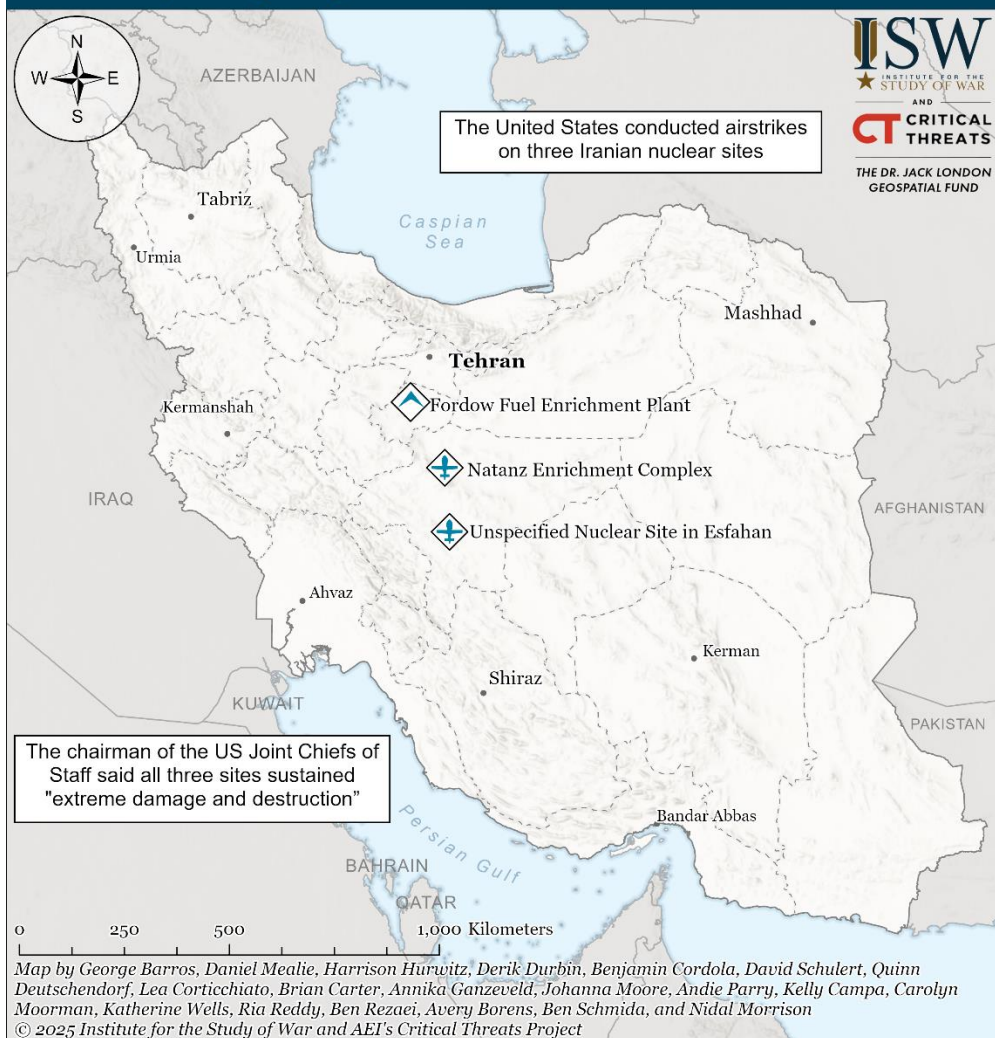 N
W E
S
ISW
INSTITUTE FOR THE
STUDY OF WAR
AND
CT CRITICAL
THREATS
THE DR. JACK LONDON
GEOSPATIAL FUND
AZERBAIJAN
The United States conducted airstrikes
on three Iranian nuclear sites
Tabriz
Caspian
Sea
Urmia
Mashhad
Tehran
Fordow Fuel Enrichment Plant
Kermanshah
Natanz Enrichment Complex
IRAQ
AFGHANISTAN
Unspecified Nuclear Site in Esfahan
Ahvaz
Kerman
Shiraz
KUWAIT
PAKISTAN
The chairman of the US Joint Chiefs of
Staff said all three sites sustained
"extreme damage and destruction”
Bandar Abbas
Persian Gulf
BAHRAIN
QATAR
0 250 500 1,000 Kilometers
Map by George Barros, Daniel Mealie, Harrison Hurwitz, Derik Durbin, Benjamin Cordola, David Schulert, Quinn
Deutschendorf, Lea Corticchiato, Brian Carter, Annika Ganzeveld, Johanna Moore, Andie Parry, Kelly Campa, Carolyn
Moorman, Katherine Wells, Ria Reddy, Ben Rezaei, Avery Borens, Ben Schmida, and Nidal Morrison
© 2025 Institute for the Study of War and AEI's Critical Threats Project